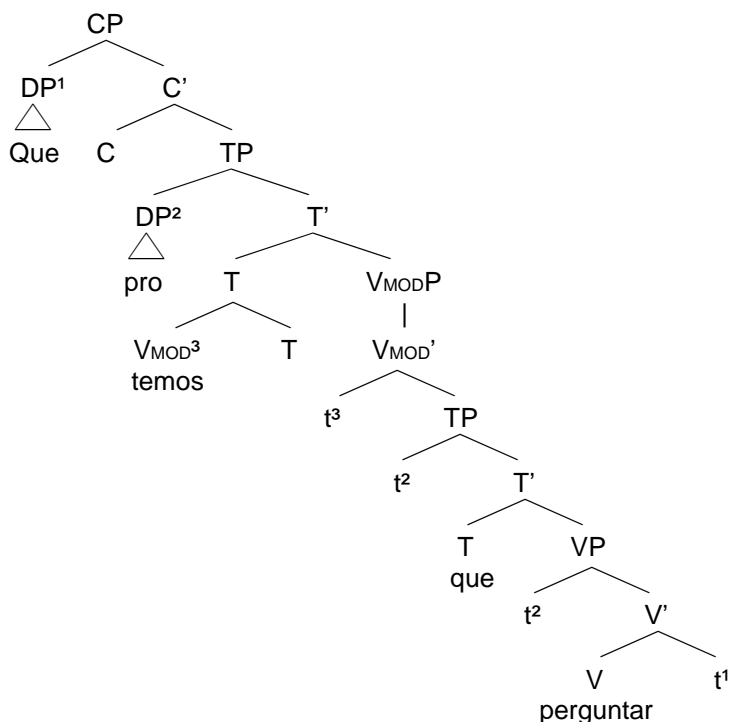 CP
DP¹ C’
Que C TP
DP² T’
pro T VMODP
VMOD³ T VMOD’
temos
t³ TP
t² T’
T VP
que
t² V’
V t¹
perguntar